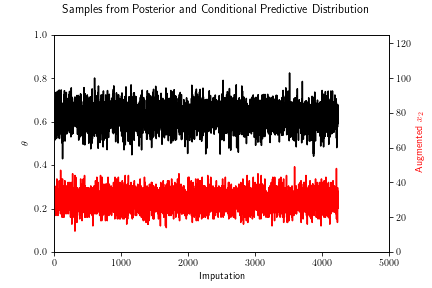 Samples from Posterior and Conditional Predictive Distribution
1.0
0.8
0.6
0.4
0.2
0.0
θ
120
100
80
60
40
20
0
Augmented x₂
0 1000 2000 3000 4000 5000
Imputation